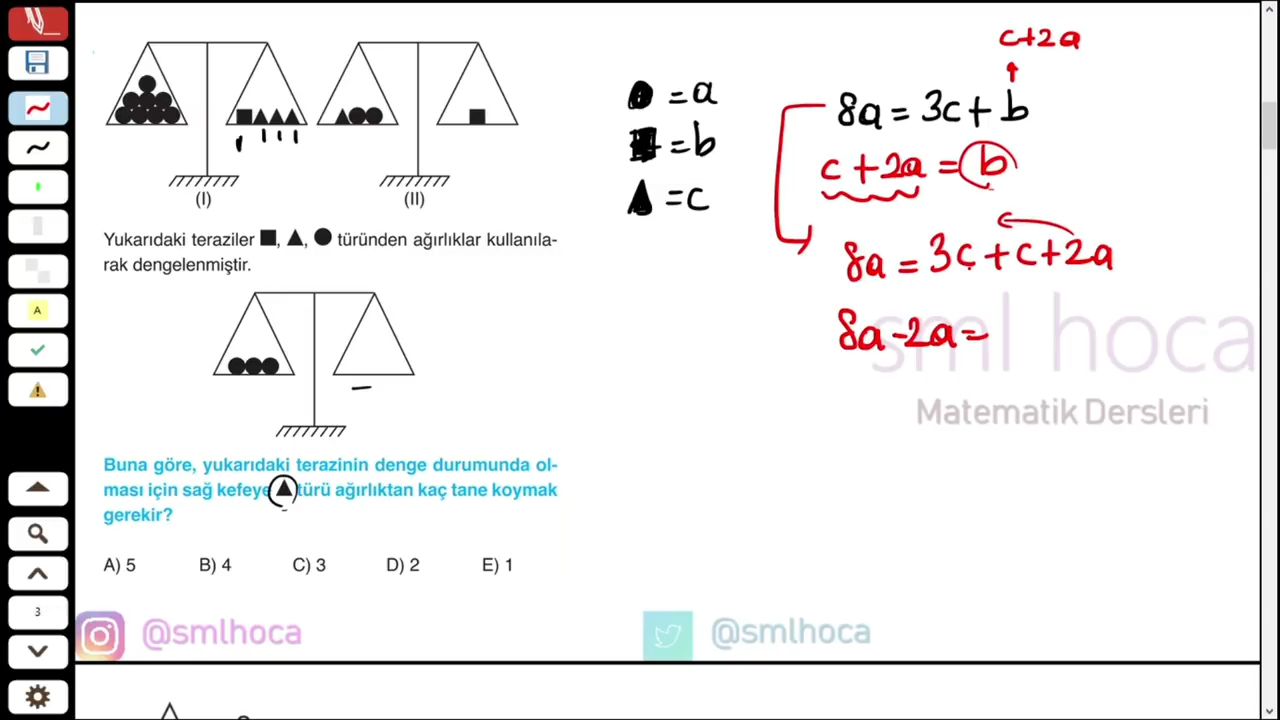 (I)
(II)
Yukarıdaki teraziler ■, ▲, ● türünden ağırlıklar kullanıla-
rak dengelenmiştir.
Buna göre, yukarıdaki terazinin denge durumunda ol-
ması için sağ kefeye ▲ türü ağırlıktan kaç tane koymak
gerekir?
A) 5
B) 4
C) 3
D) 2
E) 1
● = a
■ = b
▲ = c
c+2a
8a = 3c + b
c + 2a = b
8a = 3c + c + 2a
8a - 2a =
sml hoca
Matematik Dersleri
@smlhoca
@smlhoca
A
3